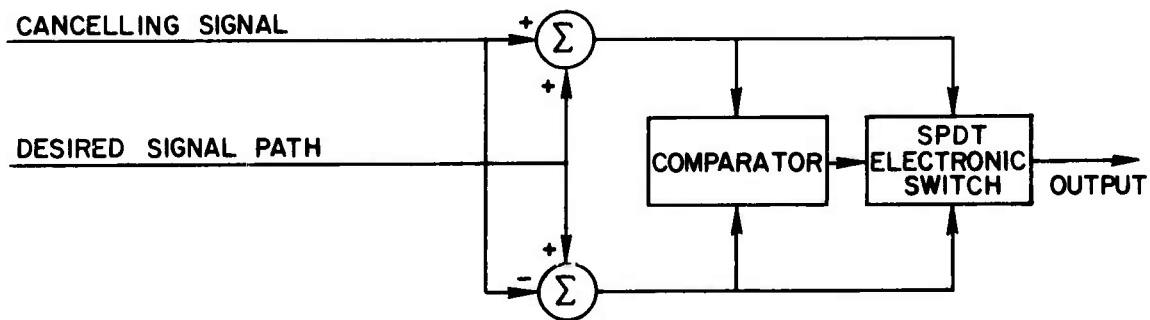 CANCELLING SIGNAL
+
Σ
+
DESIRED SIGNAL PATH
COMPARATOR
SPDT
ELECTRONIC
SWITCH
OUTPUT
+
-
Σ